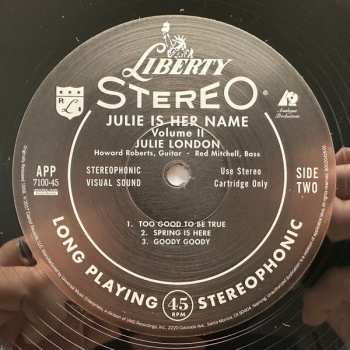 LIBERTY
STEREO
JULIE IS HER NAME
Volume II
JULIE LONDON
Howard Roberts, Guitar - Red Mitchell, Bass
APP
7100-45
STEREOPHONIC
VISUAL SOUND
Use Stereo
Cartridge Only
SIDE
TWO
1. TOO GOOD TO BE TRUE
2. SPRING IS HERE
3. GOODY GOODY
LONG PLAYING 45 RPM STEREOPHONIC